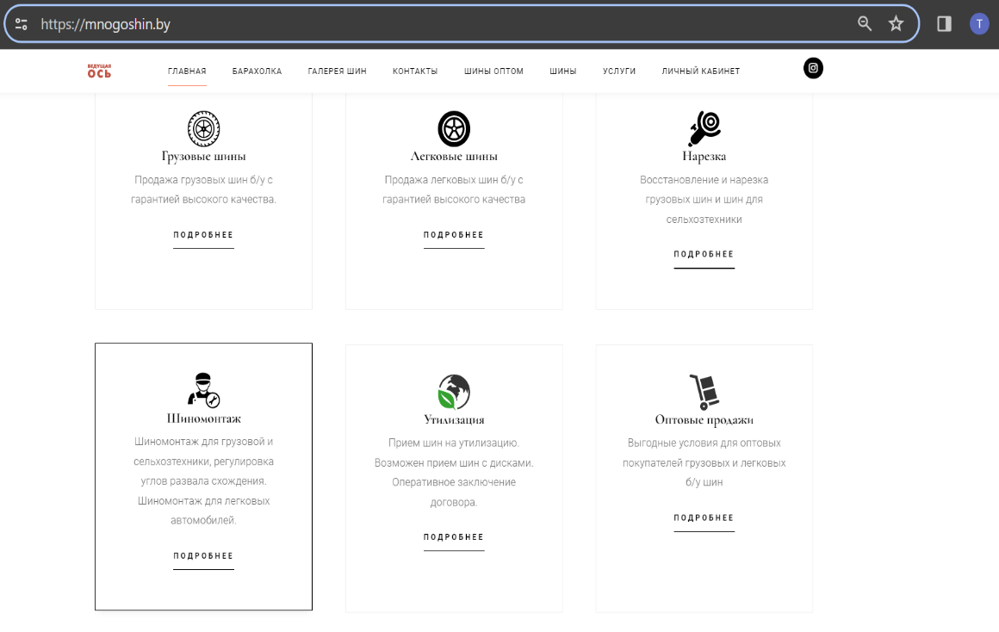 https://mnogoshin.by
T
ВЕДУЩАЯ
ОСЬ
ГЛАВНАЯ
БАРАХОЛКА
ГАЛЕРЕЯ ШИН
КОНТАКТЫ
ШИНЫ ОПТОМ
ШИНЫ
УСЛУГИ
ЛИЧНЫЙ КАБИНЕТ
Грузовые шины
Продажа грузовых шин б/у с
гарантией высокого качества.
ПОДРОБНЕЕ
Легковые шины
Продажа легковых шин б/у с
гарантией высокого качества
ПОДРОБНЕЕ
Нарезка
Восстановление и нарезка
грузовых шин и шин для
сельхозтехники
ПОДРОБНЕЕ
Шиномонтаж
Шиномонтаж для грузовой и
сельхозтехники, регулировка
углов развала схождения.
Шиномонтаж для легковых
автомобилей.
ПОДРОБНЕЕ
Утилизация
Прием шин на утилизацию.
Возможен прием шин с дисками.
Оперативное заключение
договора.
ПОДРОБНЕЕ
Оптовые продажи
Выгодные условия для оптовых
покупателей грузовых и легковых
б/у шин
ПОДРОБНЕЕ